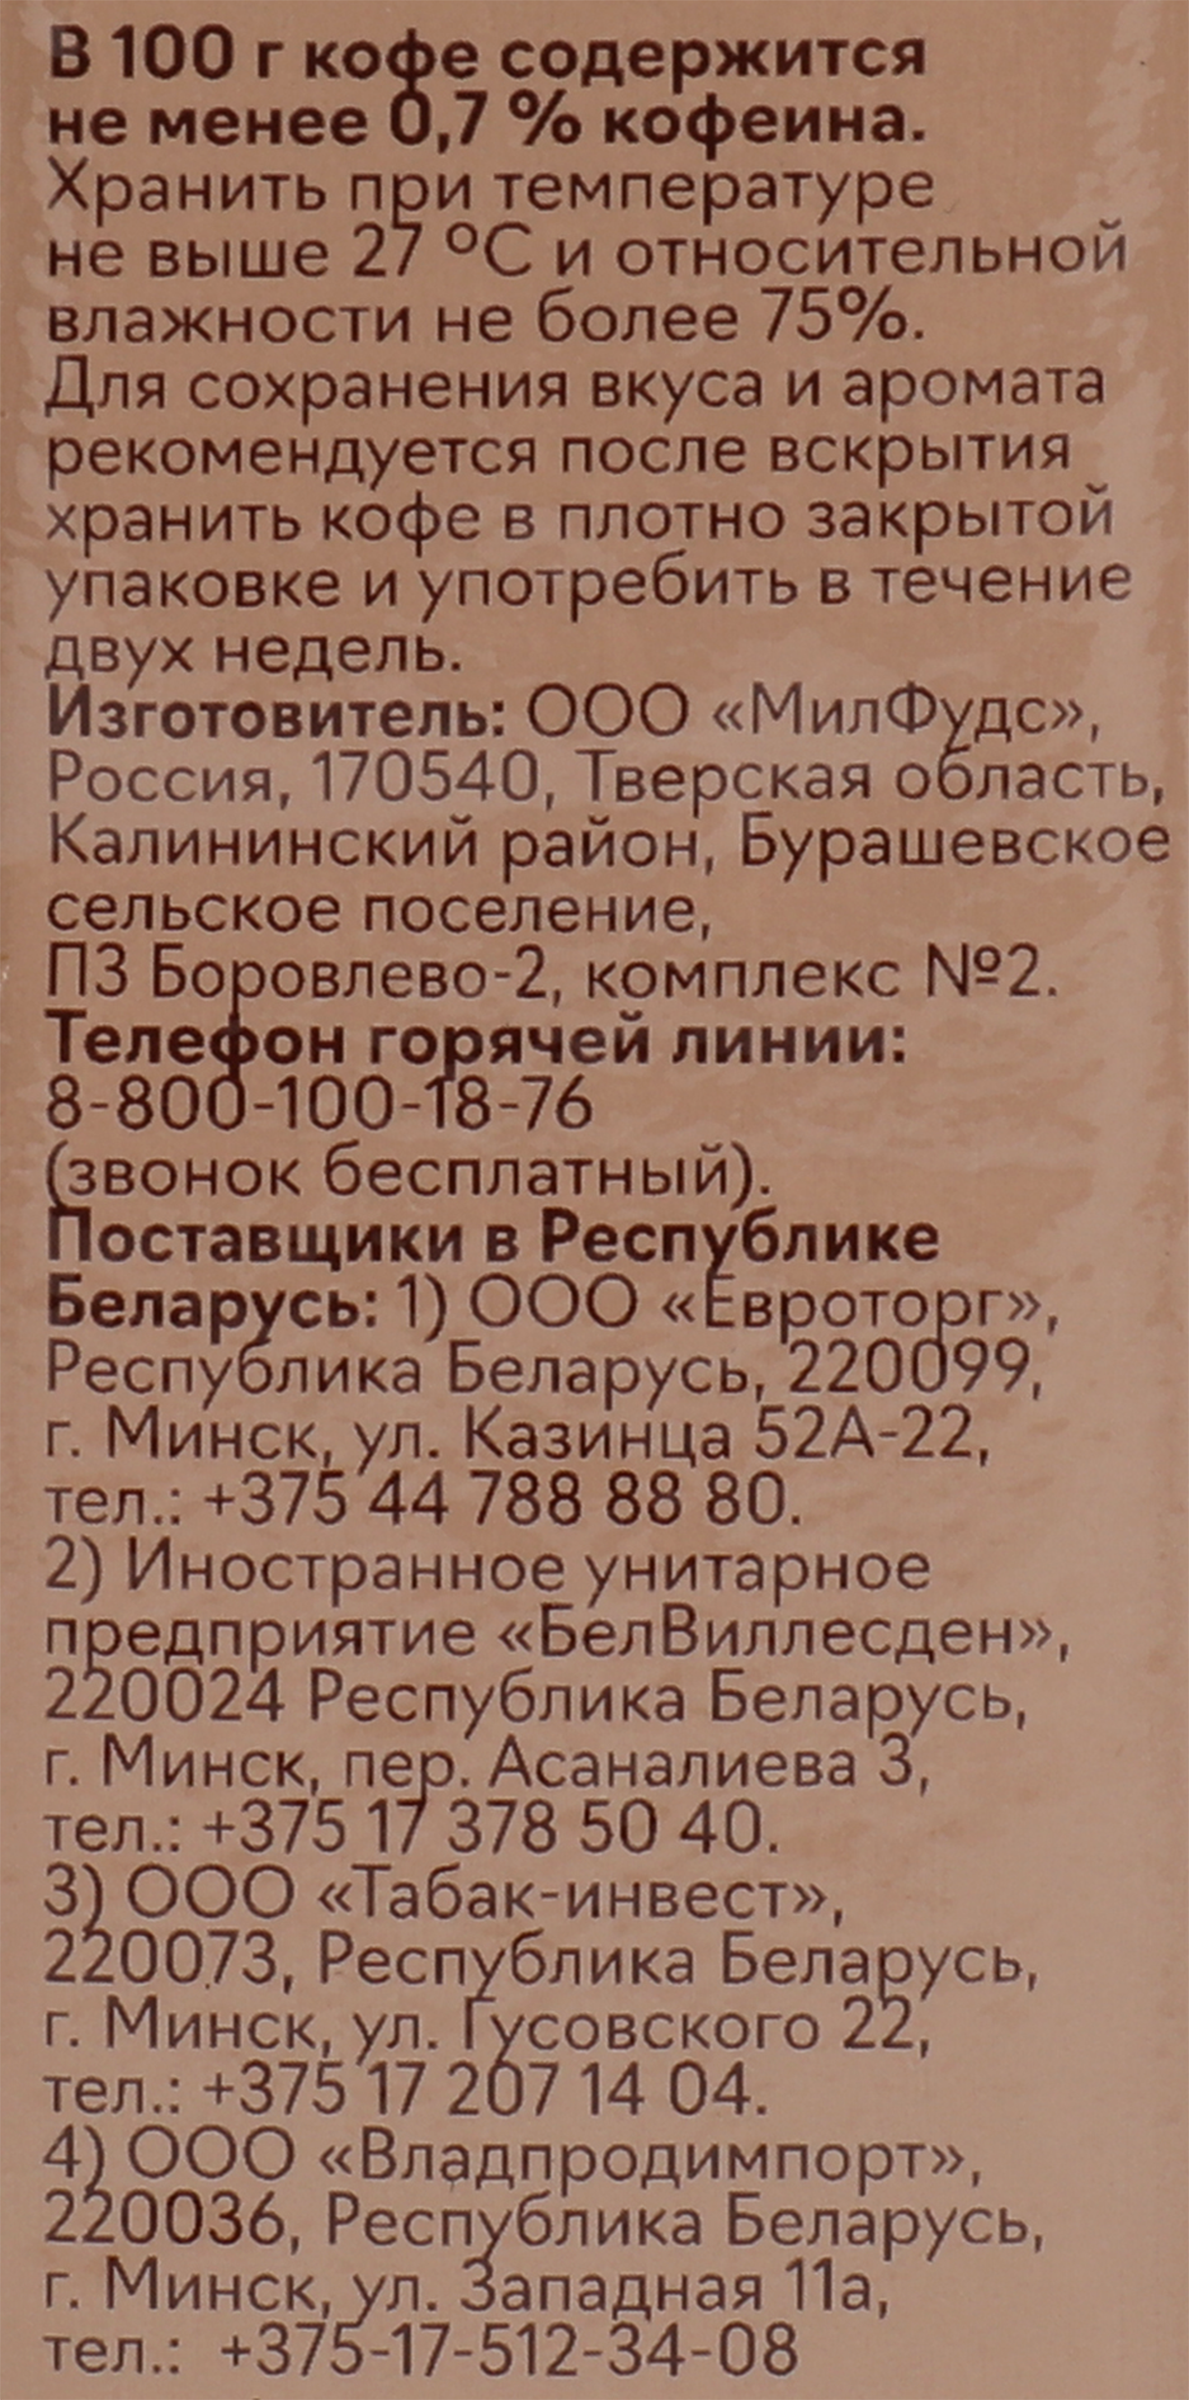 В 100 г кофе содержится
не менее 0,7 % кофеина.
Хранить при температуре
не выше 27 °С и относительной
влажности не более 75%.
Для сохранения вкуса и аромата
рекомендуется после вскрытия
хранить кофе в плотно закрытой
упаковке и употребить в течение
двух недель.
Изготовитель: ООО «МилФудс»,
Россия, 170540, Тверская область,
Калининский район, Бурашевское
сельское поселение,
ПЗ Боровлево-2, комплекс №2.
Телефон горячей линии:
8-800-100-18-76
(звонок бесплатный).
Поставщики в Республике
Беларусь: 1) ООО «Евроторг»,
Республика Беларусь, 220099,
г. Минск, ул. Казинца 52А-22,
тел.: +375 44 788 88 80.
2) Иностранное унитарное
предприятие «БелВиллесден»,
220024 Республика Беларусь,
г. Минск, пер. Асаналиева 3,
тел.: +375 17 378 50 40.
3) ООО «Табак-инвест»,
220073, Республика Беларусь,
г. Минск, ул. Гусовского 22,
тел.: +375 17 207 14 04.
4) ООО «Владпродимпорт»,
220036, Республика Беларусь,
г. Минск, ул. Западная 11а,
тел.: +375-17-512-34-08